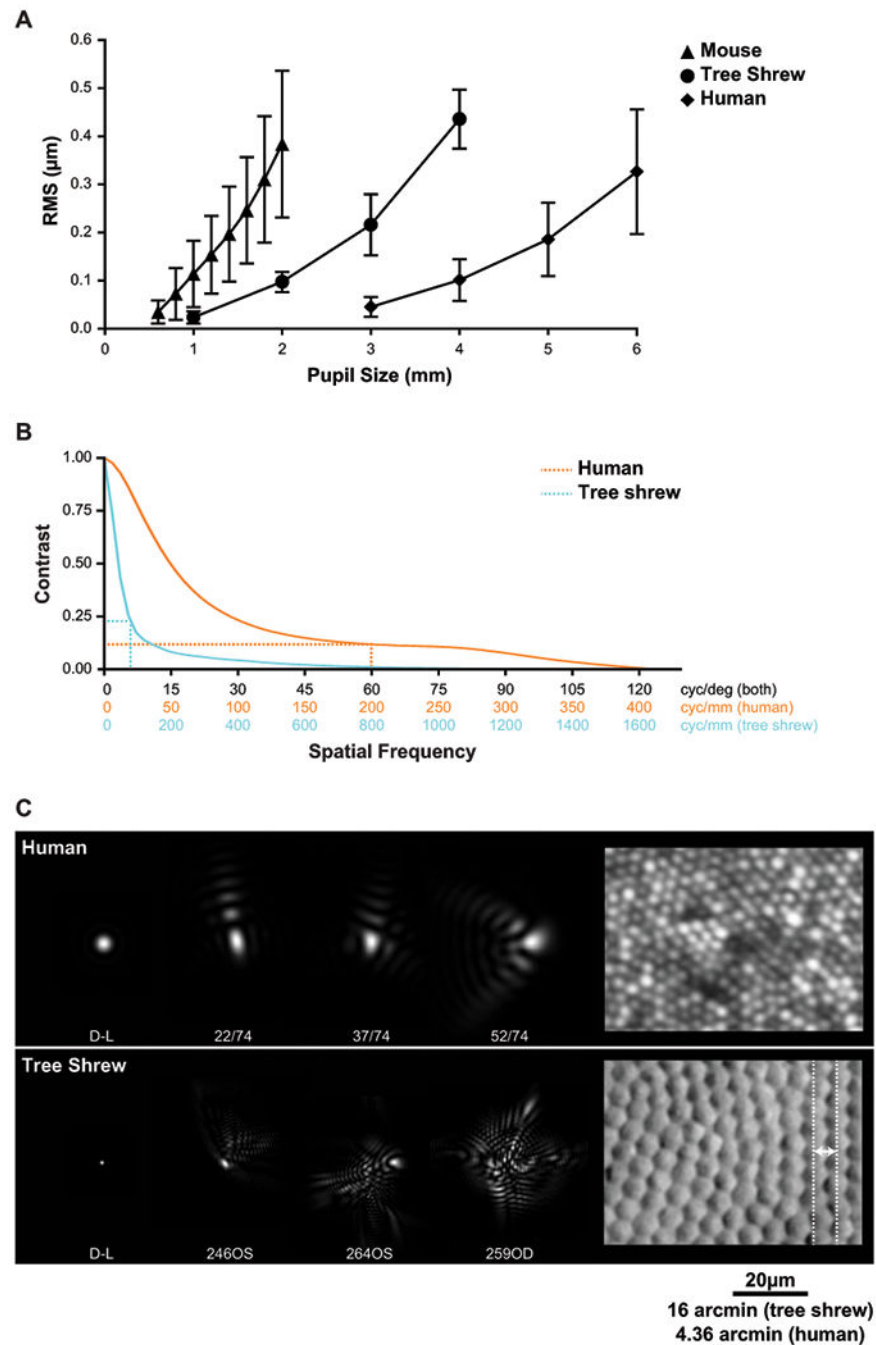 A
0.6
0.5
0.4
0.3
0.2
0.1
0.0
RMS (µm)
0 1 2 3 4 5 6
Pupil Size (mm)
Mouse
Tree Shrew
Human
B
1.00
0.75
0.50
0.25
0.00
Contrast
Human
Tree shrew
0 15 30 45 60 75 90 105 120 cyc/deg (both)
0 50 100 150 200 250 300 350 400 cyc/mm (human)
0 200 400 600 800 1000 1200 1400 1600 cyc/mm (tree shrew)
Spatial Frequency
C
Human
D-L 22/74 37/74 52/74
Tree Shrew
D-L 246OS 264OS 259OD
20µm
16 arcmin (tree shrew)
4.36 arcmin (human)